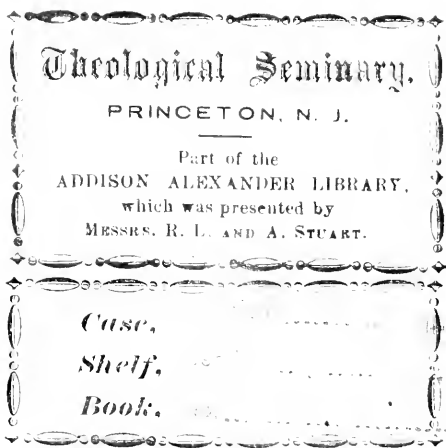 Theological Seminary,
PRINCETON, N. J.
Part of the
ADDISON ALEXANDER LIBRARY,
which was presented by
MESSRS. R. L. AND A. STUART.
Case,
Shelf,
Book,